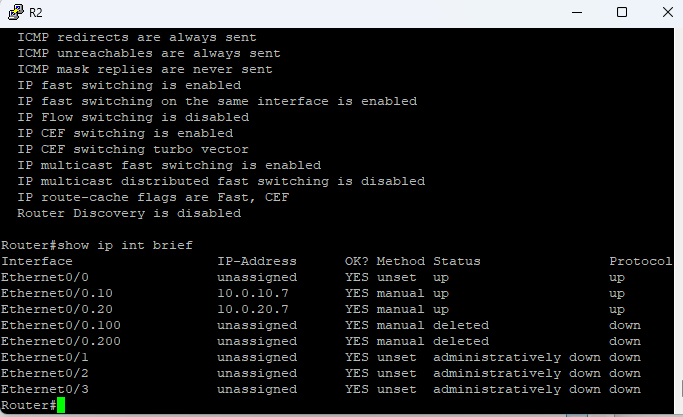 R2
ICMP redirects are always sent
ICMP unreachables are always sent
ICMP mask replies are never sent
IP fast switching is enabled
IP fast switching on the same interface is enabled
IP Flow switching is disabled
IP CEF switching is enabled
IP CEF switching turbo vector
IP multicast fast switching is enabled
IP multicast distributed fast switching is disabled
IP route-cache flags are Fast, CEF
Router Discovery is disabled
Router#show ip int brief
Interface IP-Address OK? Method Status Protocol
Ethernet0/0 unassigned YES unset up up
Ethernet0/0.10 10.0.10.7 YES manual up up
Ethernet0/0.20 10.0.20.7 YES manual up up
Ethernet0/0.100 unassigned YES manual deleted down
Ethernet0/0.200 unassigned YES manual deleted down
Ethernet0/1 unassigned YES unset administratively down down
Ethernet0/2 unassigned YES unset administratively down down
Ethernet0/3 unassigned YES unset administratively down down
Router#